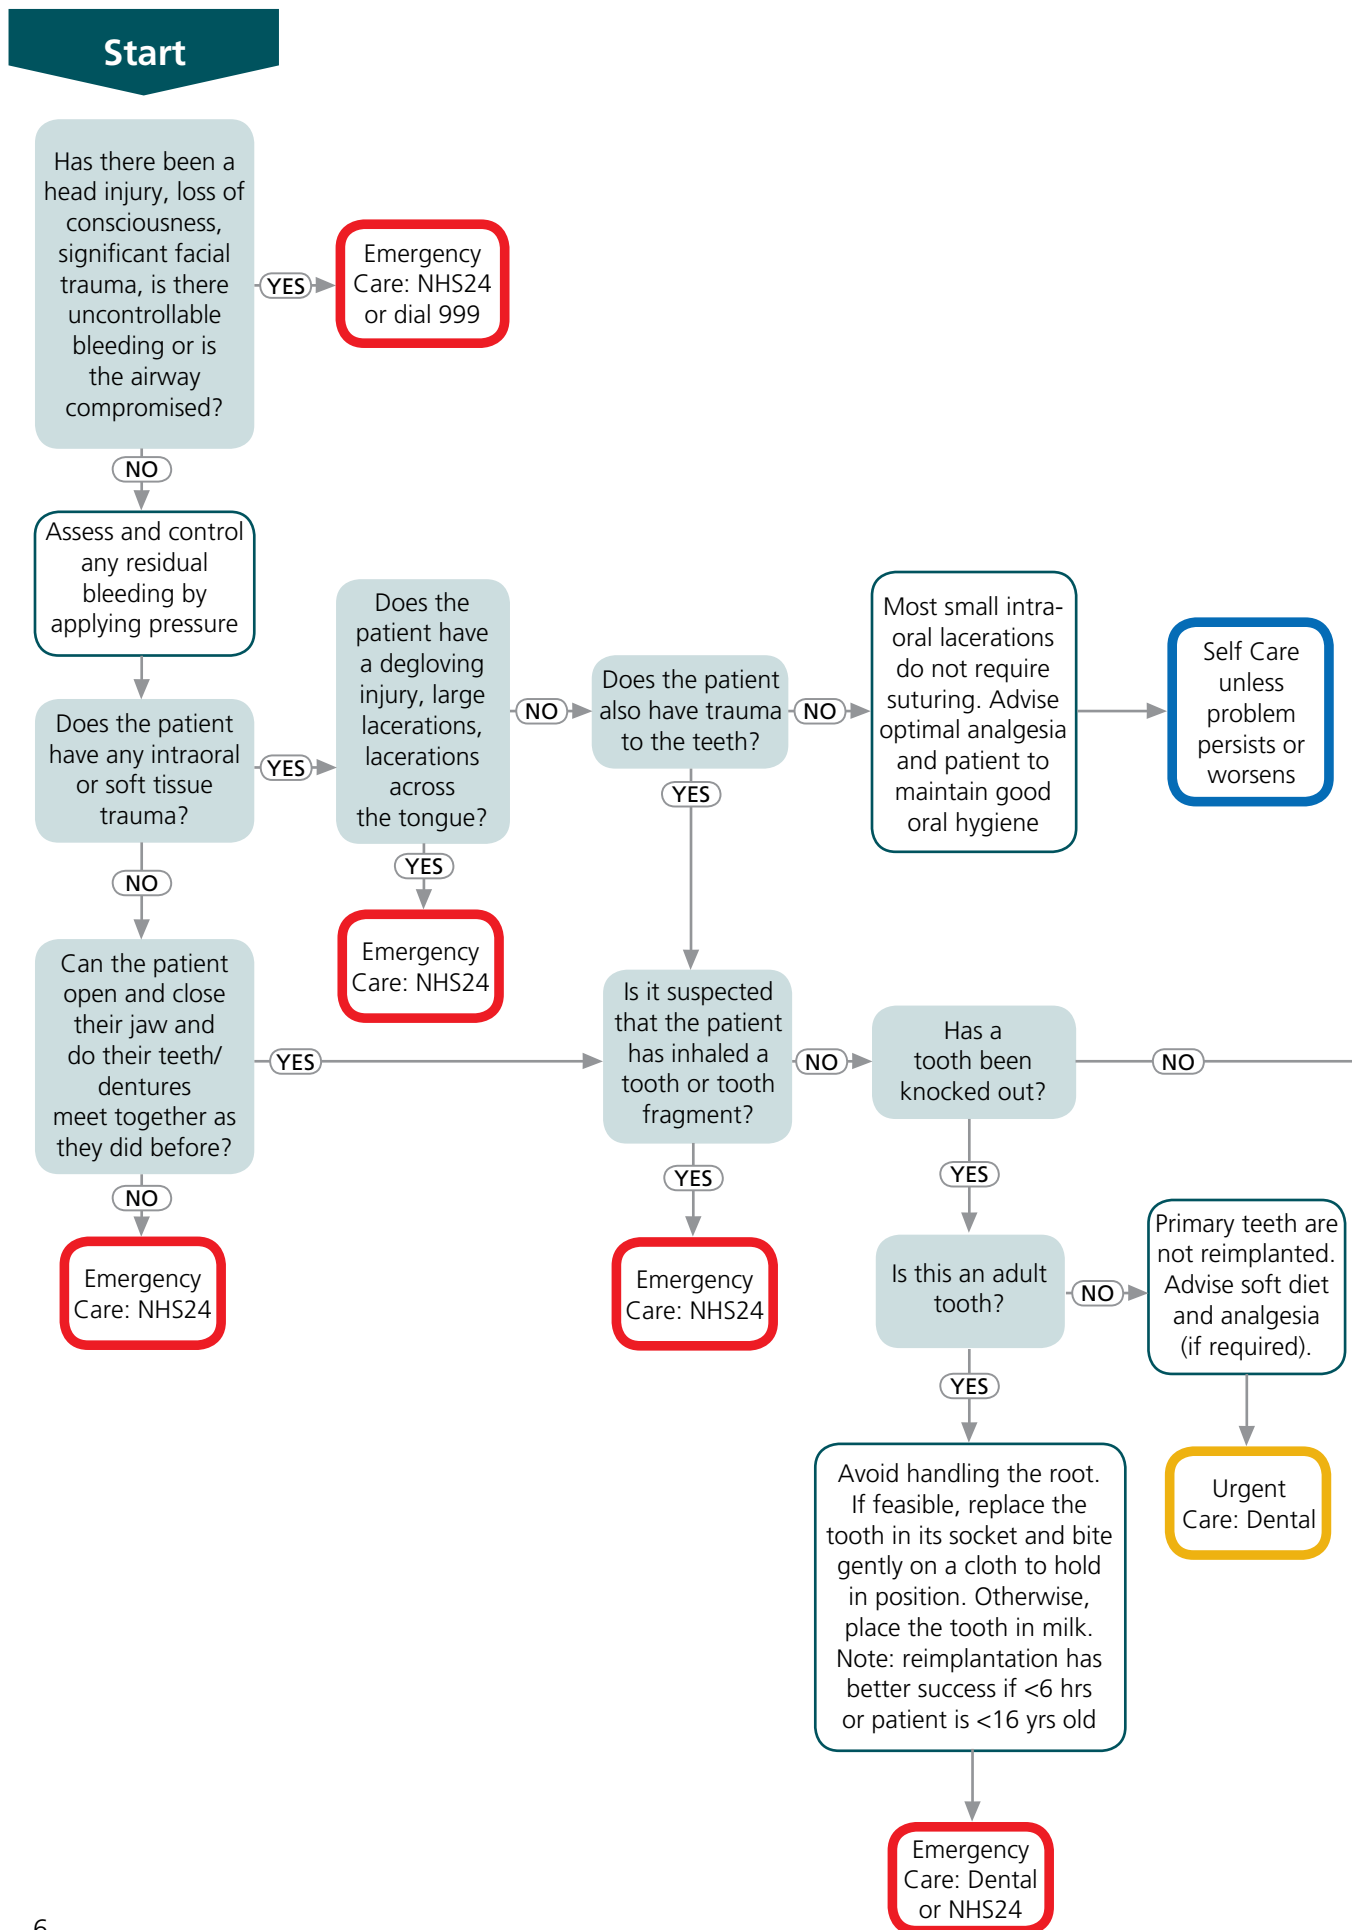 Start
Has there been a
head injury, loss of
consciousness,
significant facial
trauma, is there
uncontrollable
bleeding or is
the airway
compromised?
YES
Emergency
Care: NHS24
or dial 999
NO
Assess and control
any residual
bleeding by
applying pressure
Does the patient
have any intraoral
or soft tissue
trauma?
YES
Does the
patient have
a degloving
injury, large
lacerations,
lacerations
across
the tongue?
NO
Does the patient
also have trauma
to the teeth?
NO
Most small intra-
oral lacerations
do not require
suturing. Advise
optimal analgesia
and patient to
maintain good
oral hygiene
Self Care
unless
problem
persists or
worsens
YES
YES
Emergency
Care: NHS24
NO
Can the patient
open and close
their jaw and
do their teeth/
dentures
meet together as
they did before?
YES
Is it suspected
that the patient
has inhaled a
tooth or tooth
fragment?
NO
Has a
tooth been
knocked out?
NO
NO
Emergency
Care: NHS24
YES
Emergency
Care: NHS24
YES
Is this an adult
tooth?
NO
Primary teeth are
not reimplanted.
Advise soft diet
and analgesia
(if required).
Urgent
Care: Dental
YES
Avoid handling the root.
If feasible, replace the
tooth in its socket and bite
gently on a cloth to hold
in position. Otherwise,
place the tooth in milk.
Note: reimplantation has
better success if <6 hrs
or patient is <16 yrs old
Emergency
Care: Dental
or NHS24
6